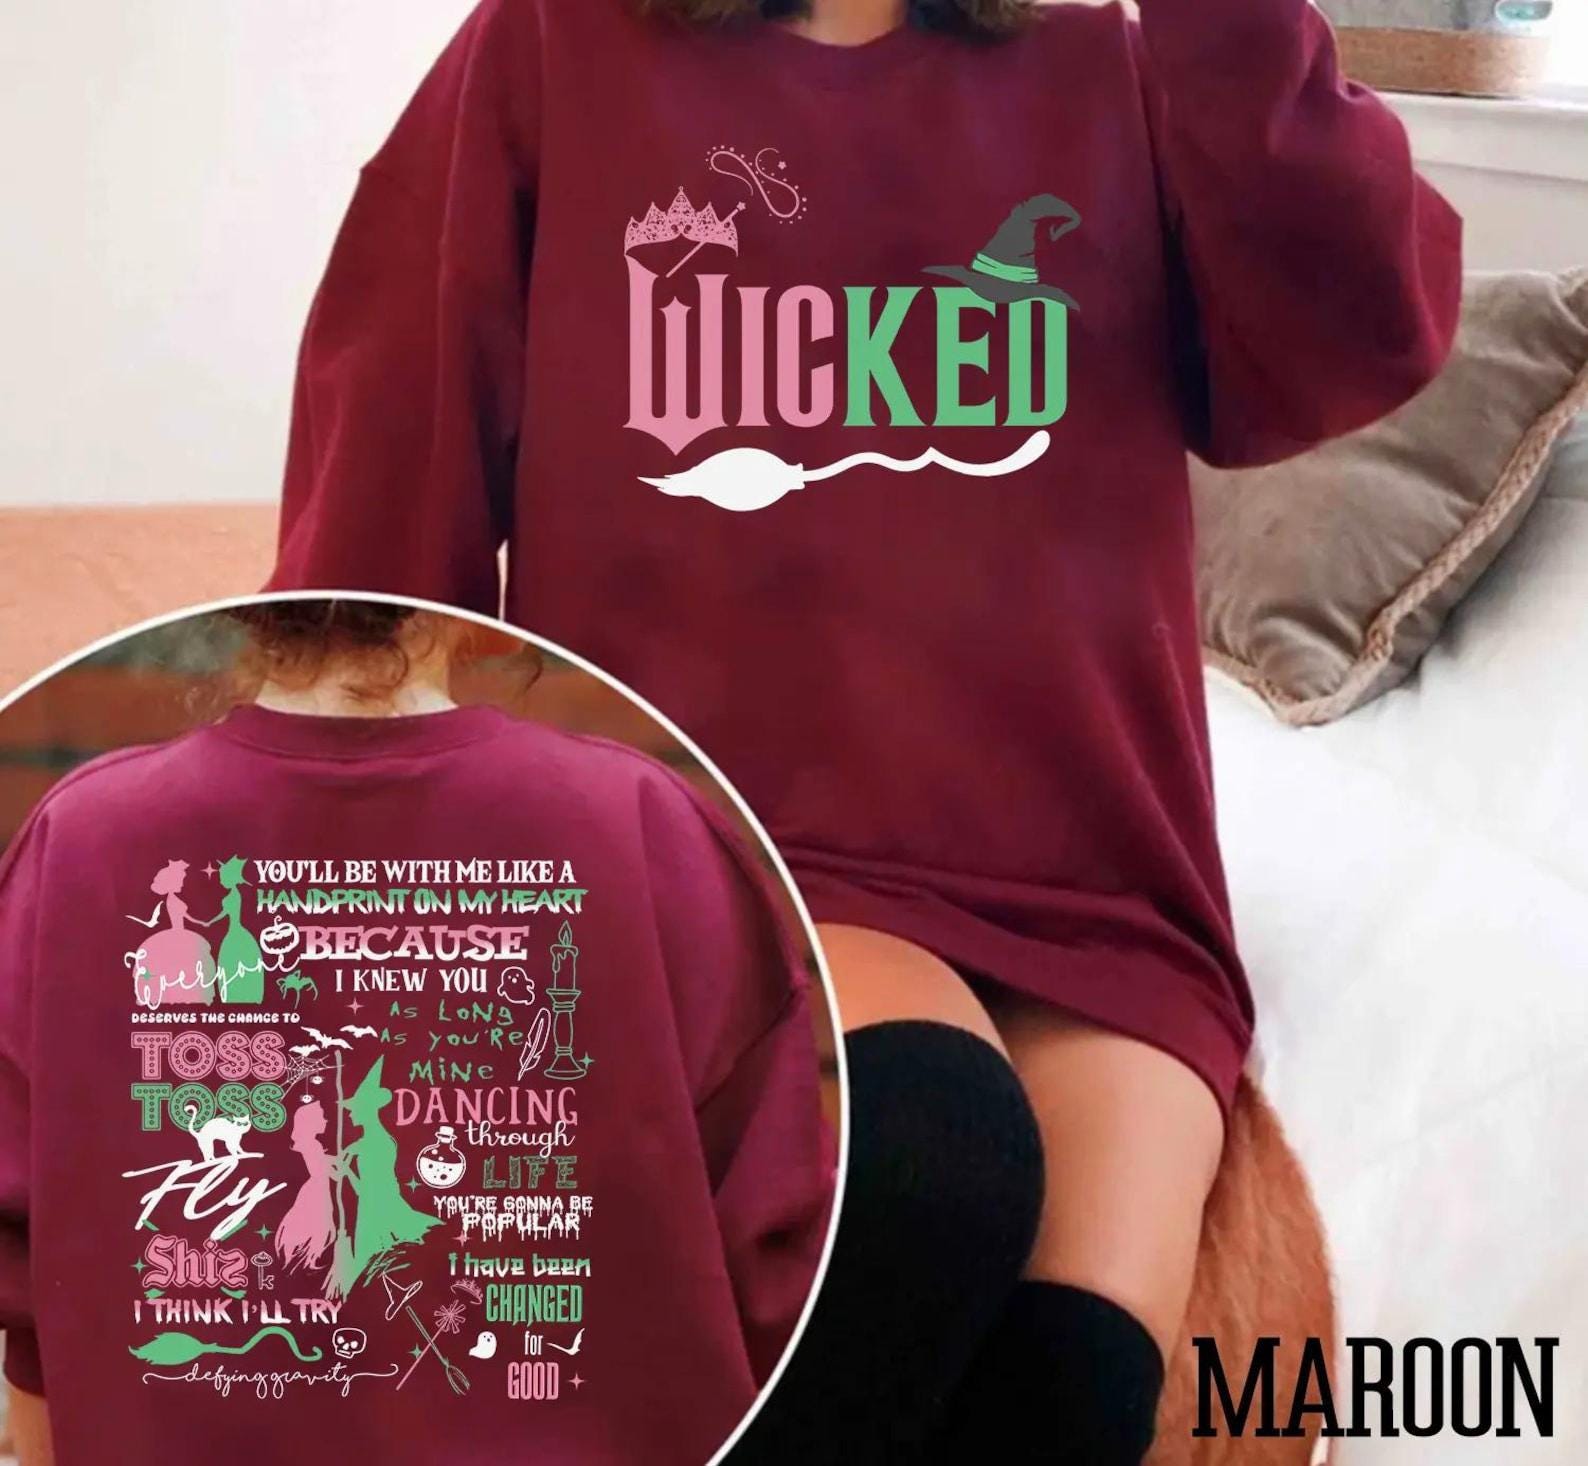 WICKED
YOU'LL BE WITH ME LIKE A
HANDPRINT ON MY HEART
BECAUSE
I KNEW YOU
Everyone
DESERVES THE CHANCE TO
TOSS
TOSS
Fly
Shiz
I THINK I'LL TRY
defying gravity
AS LONG
AS YOU'RE
MINE
DANCING
through
LIFE
YOU'RE GONNA BE
POPULAR
I have been
CHANGED
for
GOOD
MAROON